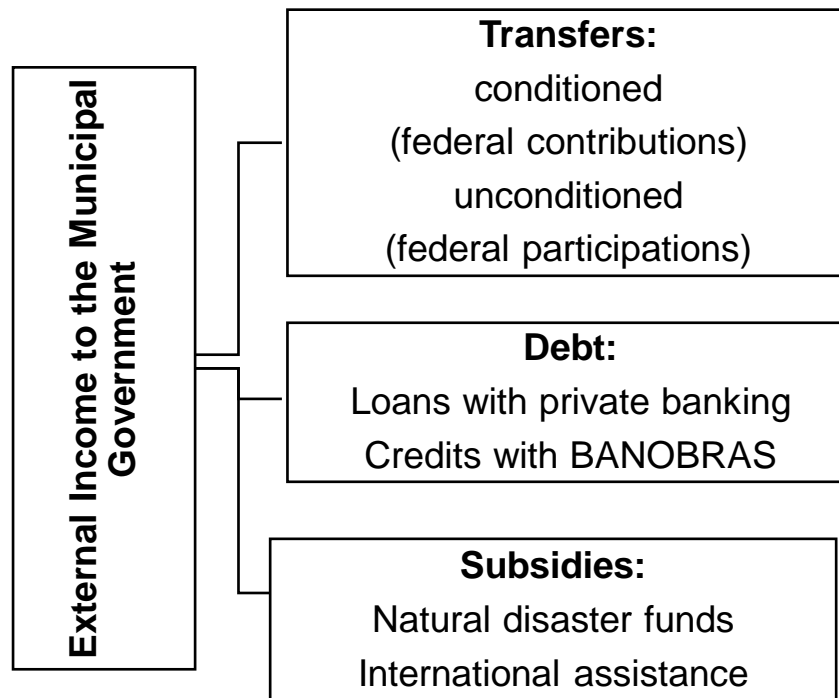 External Income to the Municipal
Government
Transfers:
conditioned
(federal contributions)
unconditioned
(federal participations)
Debt:
Loans with private banking
Credits with BANOBRAS
Subsidies:
Natural disaster funds
International assistance